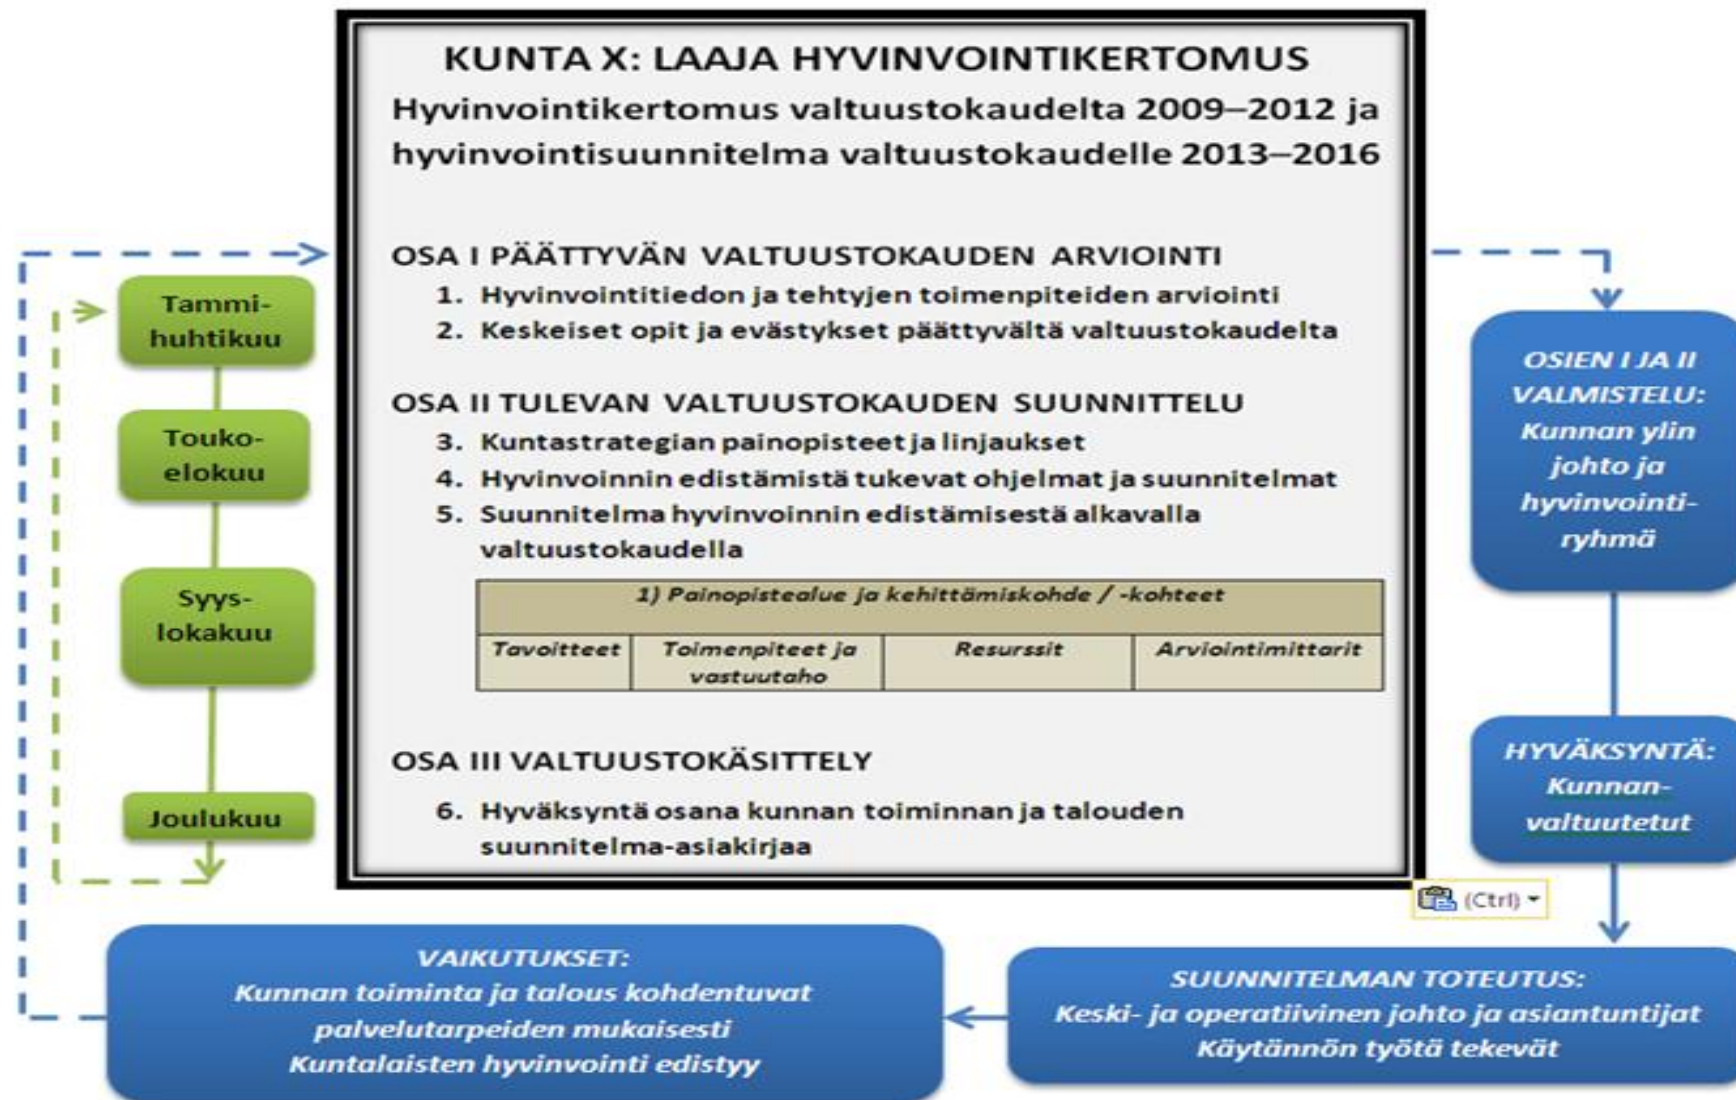 KUNTA X: LAAJA HYVINVOINTIKERTOMUS
Hyvinvointikertomus valtuustokaudelta 2009–2012 ja
hyvinvointisuunnitelma valtuustokaudelle 2013–2016
OSA I PÄÄTTYVÄN VALTUUSTOKAUDEN ARVIOINTI
1. Hyvinvointitiedon ja tehtyjen toimenpiteiden arviointi
2. Keskeiset opit ja evästykset päättyvältä valtuustokaudelta
OSA II TULEVAN VALTUUSTOKAUDEN SUUNNITTELU
3. Kuntastrategian painopisteet ja linjaukset
4. Hyvinvoinnin edistämistä tukevat ohjelmat ja suunnitelmat
5. Suunnitelma hyvinvoinnin edistämisestä alkavalla
valtuustokaudella
1) Painopistealue ja kehittämiskohde / -kohteet
Tavoitteet
Toimenpiteet ja
vastuutaho
Resurssit
Arviointimittarit
OSA III VALTUUSTOKÄSITTELY
6. Hyväksyntä osana kunnan toiminnan ja talouden
suunnitelma-asiakirjaa
Tammi-
huhtikuu
Touko-
elokuu
Syys-
lokakuu
Joulukuu
OSIEN I JA II
VALMISTELU:
Kunnan ylin
johto ja
hyvinvointi-
ryhmä
HYVÄKSYNTÄ:
Kunnan-
valtuutetut
(Ctrl)
SUUNNITELMAN TOTEUTUS:
Keski- ja operatiivinen johto ja asiantuntijat
Käytännön työtä tekevät
VAIKUTUKSET:
Kunnan toiminta ja talous kohdentuvat
palvelutarpeiden mukaisesti
Kuntalaisten hyvinvointi edistyy